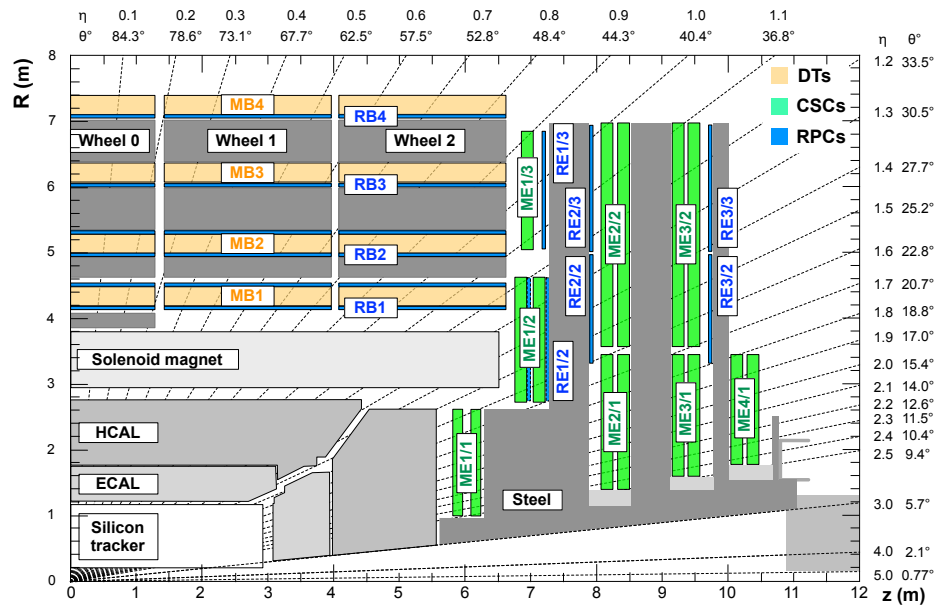 η 0.1 0.2 0.3 0.4 0.5 0.6 0.7 0.8 0.9 1.0 1.1
θ° 84.3° 78.6° 73.1° 67.7° 62.5° 57.5° 52.8° 48.4° 44.3° 40.4° 36.8° η θ°
R (m)
8
7
6
5
4
3
2
1
0
1.2 33.5°
1.3 30.5°
1.4 27.7°
1.5 25.2°
1.6 22.8°
1.7 20.7°
1.8 18.8°
1.9 17.0°
2.0 15.4°
2.1 14.0°
2.2 12.6°
2.3 11.5°
2.4 10.4°
2.5 9.4°
3.0 5.7°
4.0 2.1°
5.0 0.77°
DTs
CSCs
RPCs
MB4
RB4
Wheel 0 Wheel 1 Wheel 2
MB3
RB3
MB2
RB2
MB1
RB1
Solenoid magnet
HCAL
ECAL
Silicon
tracker
Steel
ME1/3
RE1/3
RE2/3
ME2/2
ME3/2
RE3/3
RE2/2
RE3/2
ME1/2
RE1/2
ME1/1
ME2/1
ME3/1
ME4/1
0 1 2 3 4 5 6 7 8 9 10 11 12
z (m)